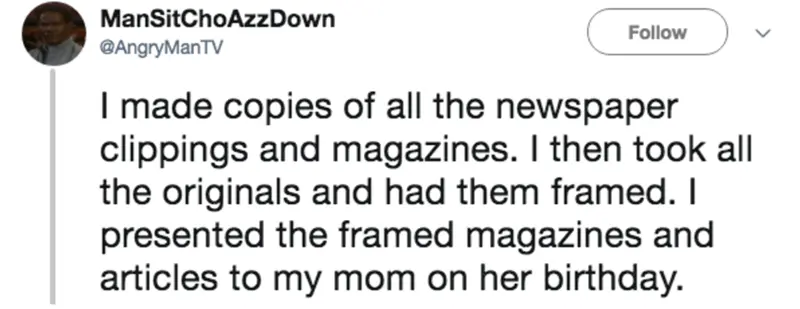 ManSitChoAzzDown
@AngryManTV
Follow
I made copies of all the newspaper
clippings and magazines. I then took all
the originals and had them framed. I
presented the framed magazines and
articles to my mom on her birthday.